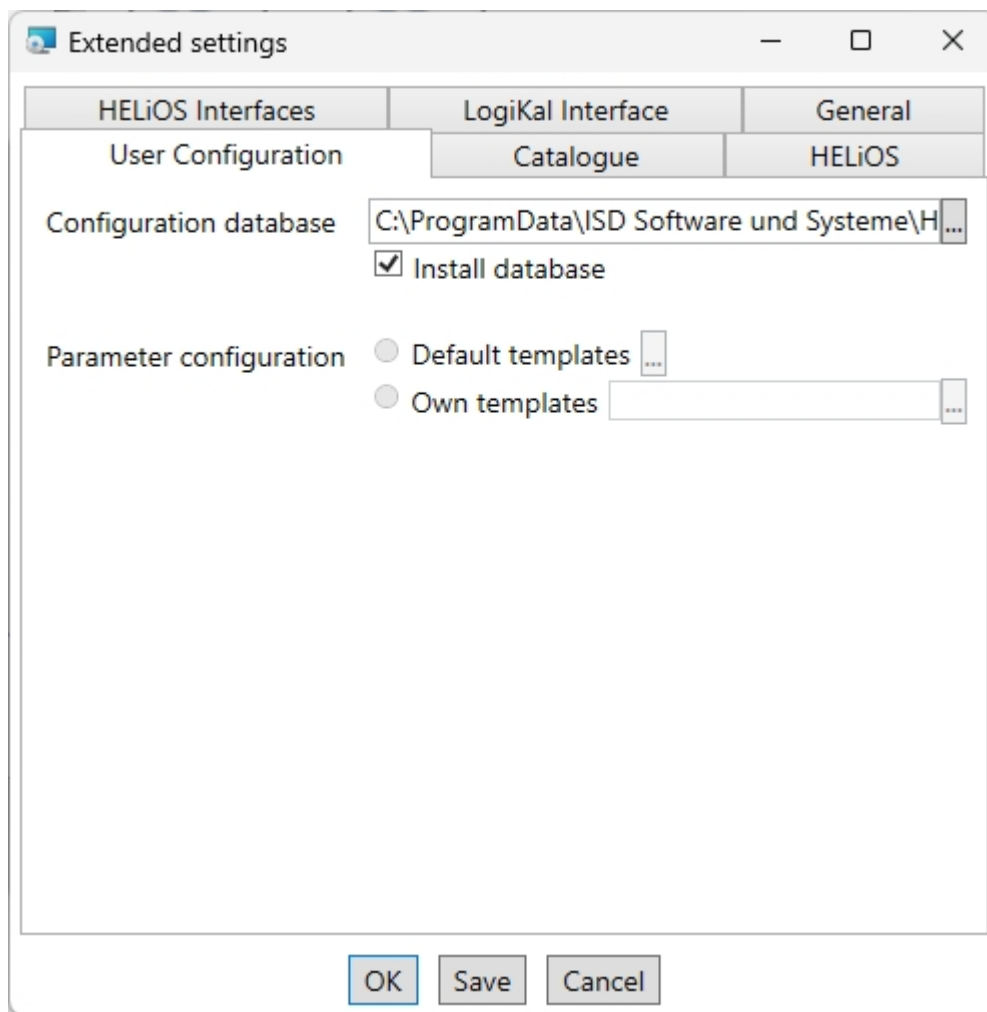 Extended settings
HELiOS Interfaces
LogiKal Interface
General
User Configuration
Catalogue
HELiOS
Configuration database
C:\ProgramData\ISD Software und Systeme\H
...
Install database
Parameter configuration
Default templates
...
Own templates
...
OK
Save
Cancel